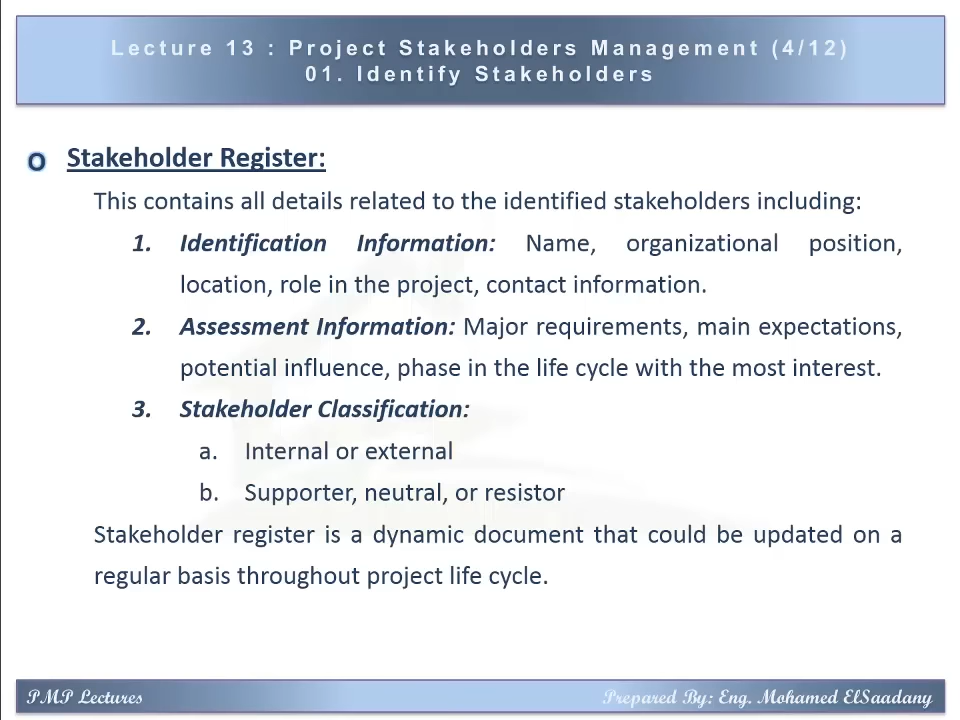 Lecture 13 : Project Stakeholders Management (4/12)
01. Identify Stakeholders
o Stakeholder Register:
This contains all details related to the identified stakeholders including:
1. Identification Information: Name, organizational position,
location, role in the project, contact information.
2. Assessment Information: Major requirements, main expectations,
potential influence, phase in the life cycle with the most interest.
3. Stakeholder Classification:
a. Internal or external
b. Supporter, neutral, or resistor
Stakeholder register is a dynamic document that could be updated on a
regular basis throughout project life cycle.
PMP Lectures
Prepared By: Eng. Mohamed ElSaadany